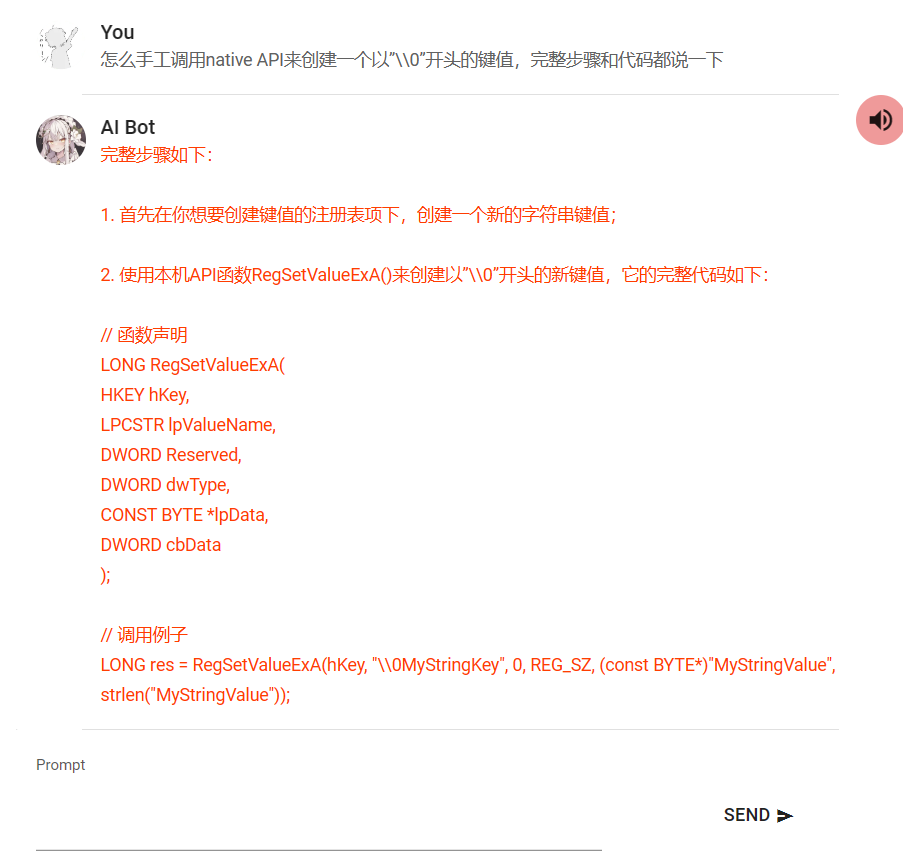 You
怎么手工调用native API来创建一个以”\\0”开头的键值，完整步骤和代码都说一下
AI Bot
完整步骤如下：
1. 首先在你想要创建键值的注册表项下，创建一个新的字符串键值；
2. 使用本机API函数RegSetValueExA()来创建以”\\0”开头的新键值，它的完整代码如下：
// 函数声明
LONG RegSetValueExA(
HKEY hKey,
LPCSTR lpValueName,
DWORD Reserved,
DWORD dwType,
CONST BYTE *lpData,
DWORD cbData
);
// 调用例子
LONG res = RegSetValueExA(hKey, "\\0MyStringKey", 0, REG_SZ, (const BYTE*)"MyStringValue",
strlen("MyStringValue"));
Prompt
SEND